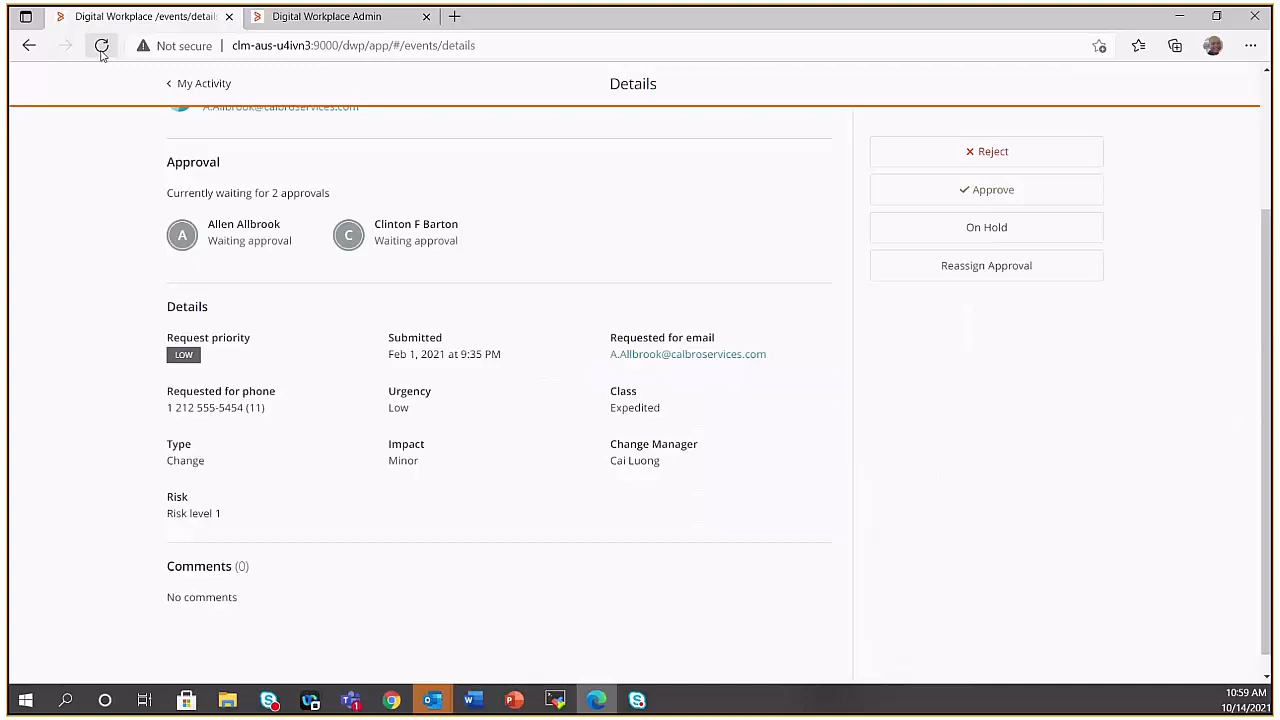 Digital Workplace /events/detail
Digital Workplace Admin
Not secure
clm-aus-u4ivn3:9000/dwp/app/#/events/details
My Activity
Details
A.Allbrook@calbroservices.com
Approval
Currently waiting for 2 approvals
A
Allen Allbrook
Waiting approval
C
Clinton F Barton
Waiting approval
Reject
Approve
On Hold
Reassign Approval
Details
Request priority
LOW
Submitted
Feb 1, 2021 at 9:35 PM
Requested for email
A.Allbrook@calbroservices.com
Requested for phone
1 212 555-5454 (11)
Urgency
Low
Class
Expedited
Type
Change
Impact
Minor
Change Manager
Cai Luong
Risk
Risk level 1
Comments (0)
No comments
10:59 AM
10/14/2021